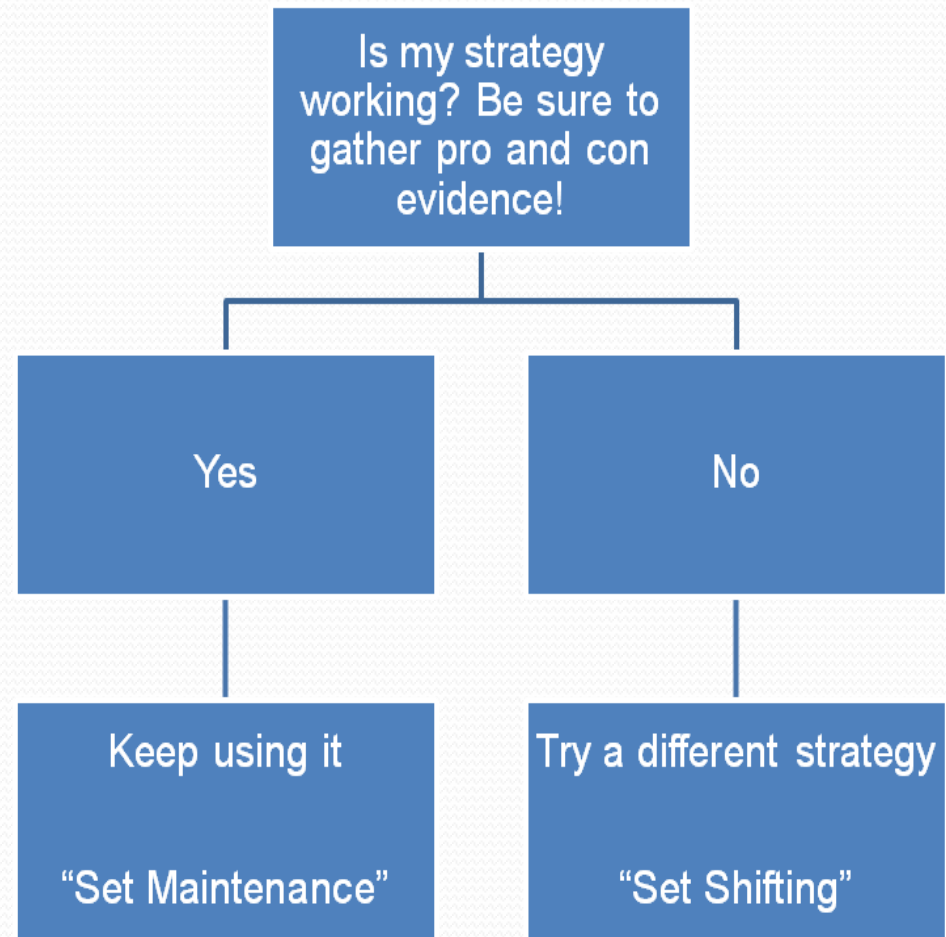 Is my strategy
working? Be sure to
gather pro and con
evidence!
Yes
No
Keep using it
“Set Maintenance”
Try a different strategy
“Set Shifting”